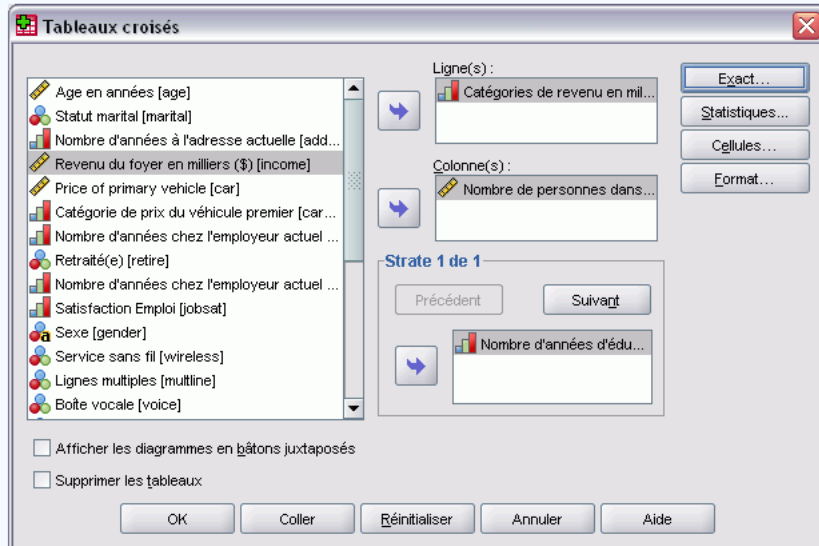 Tableaux croisés
Age en années [age]
Statut marital [marital]
Nombre d'années à l'adresse actuelle [add...
Revenu du foyer en milliers ($) [income]
Price of primary vehicle [car]
Catégorie de prix du véhicule premier [car...
Nombre d'années chez l'employeur actuel ...
Retraité(e) [retire]
Nombre d'années chez l'employeur actuel ...
Satisfaction Emploi [jobsat]
a Sexe [gender]
Service sans fil [wireless]
Lignes multiples [multline]
Boîte vocale [voice]
Ligne(s) :
Catégories de revenu en mil...
Colonne(s) :
Nombre de personnes dans...
Strate 1 de 1
Précédent
Suivant
Nombre d'années d'édu...
Exact...
Statistiques...
Cellules...
Format...
Afficher les diagrammes en bâtons juxtaposés
Supprimer les tableaux
OK
Coller
Réinitialiser
Annuler
Aide